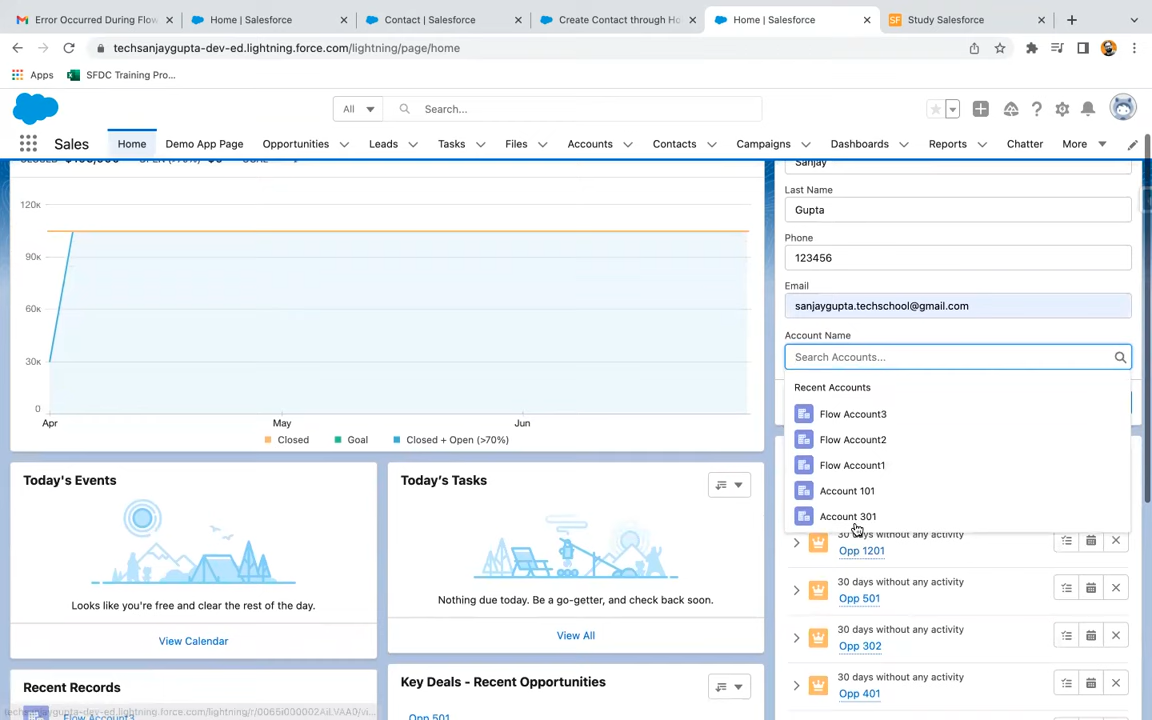 Error Occurred During Flow
Home | Salesforce
Contact | Salesforce
Create Contact through Ho
Home | Salesforce
SF
Study Salesforce
techsanjaygupta-dev-ed.lightning.force.com/lightning/page/home
Apps
SFDC Training Pro...
All
Search...
Sales
Home
Demo App Page
Opportunities
Leads
Tasks
Files
Accounts
Contacts
Campaigns
Dashboards
Reports
Chatter
More
120K
90K
60K
30K
0
Apr
May
Jun
Closed
Goal
Closed + Open (>70%)
Sanjay
Last Name
Gupta
Phone
123456
Email
sanjaygupta.techschool@gmail.com
Account Name
Search Accounts...
Recent Accounts
Flow Account3
Flow Account2
Flow Account1
Account 101
Account 301
Today's Events
Looks like you're free and clear the rest of the day.
View Calendar
Today's Tasks
Nothing due today. Be a go-getter, and check back soon.
View All
30 days without any activity
Opp 1201
30 days without any activity
Opp 501
30 days without any activity
Opp 302
30 days without any activity
Opp 401
Recent Records
Flow Account3
Key Deals - Recent Opportunities
Opp 501